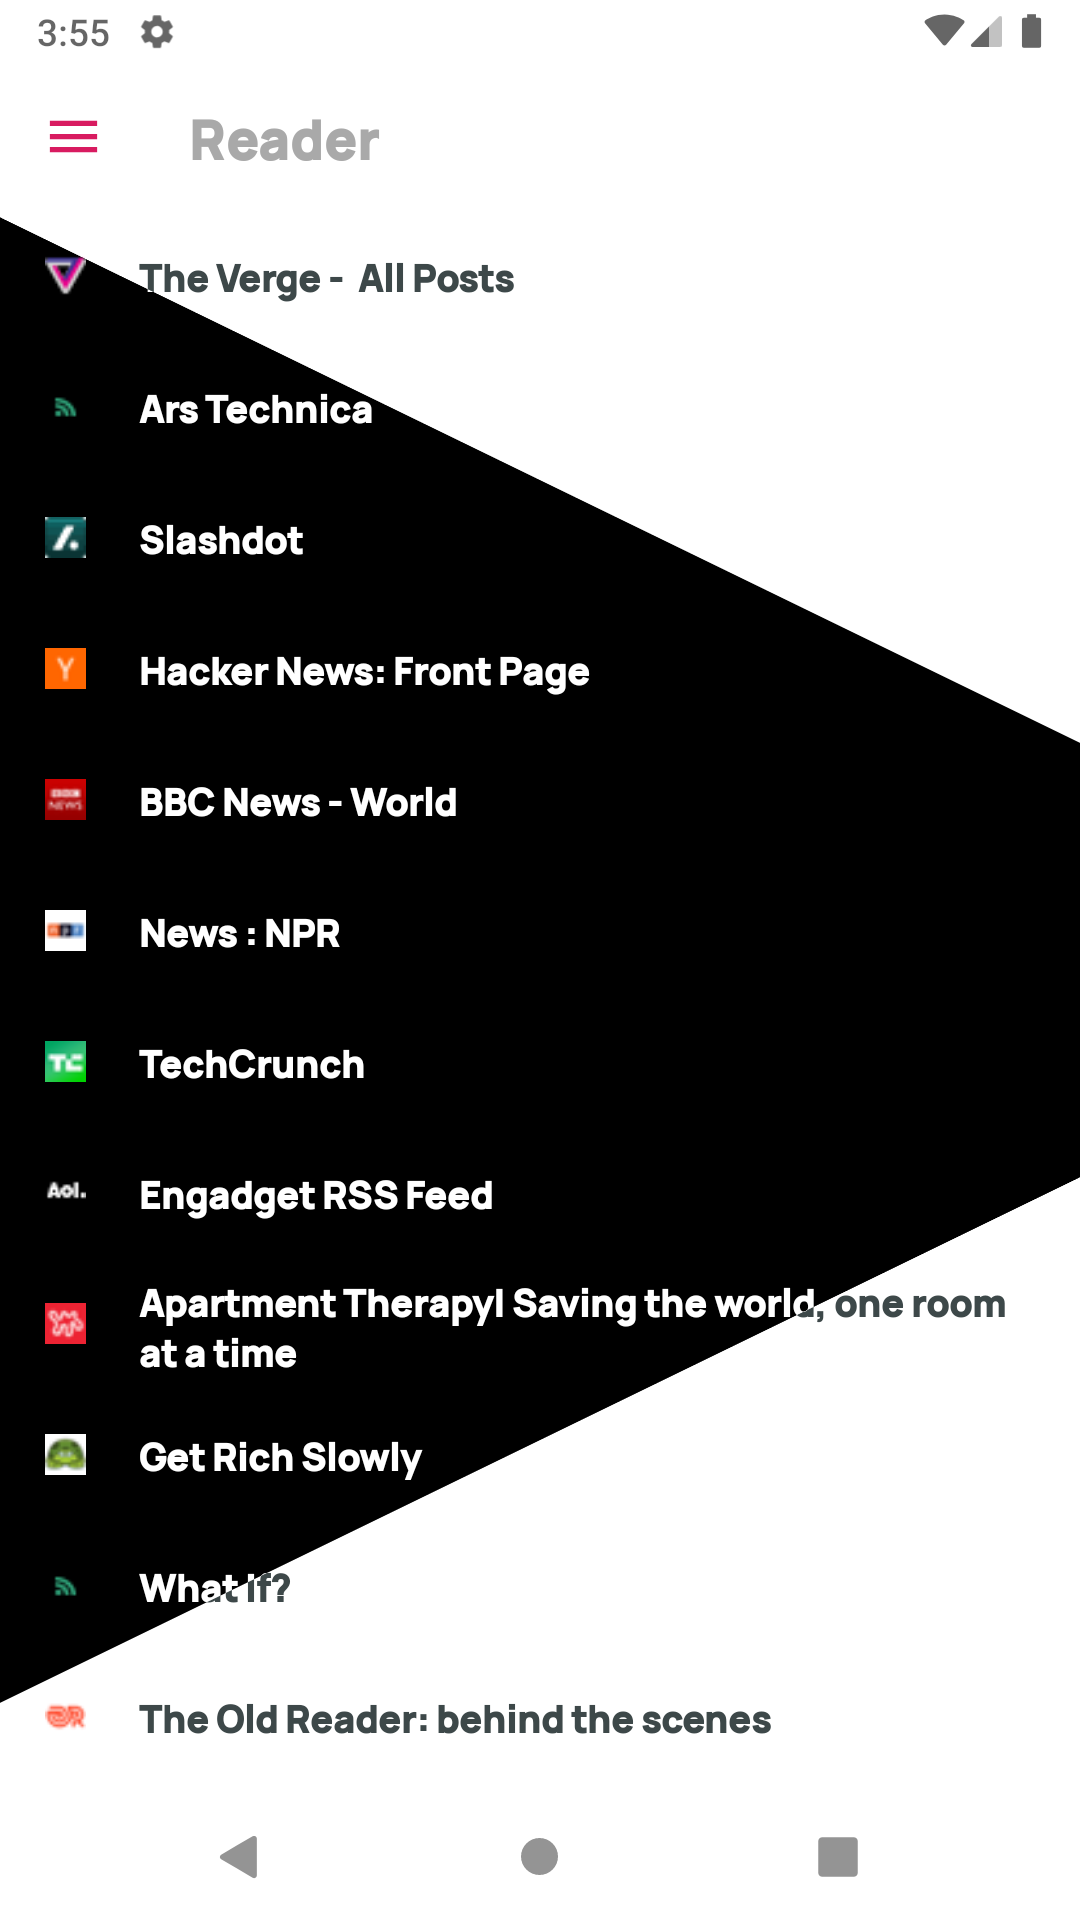 3:55
Reader
The Verge -  All Posts
Ars Technica
Slashdot
Hacker News: Front Page
BBC News - World
News : NPR
TechCrunch
Aol.
Engadget RSS Feed
Apartment Therapy| Saving the world, one room
at a time
Get Rich Slowly
What If?
The Old Reader: behind the scenes